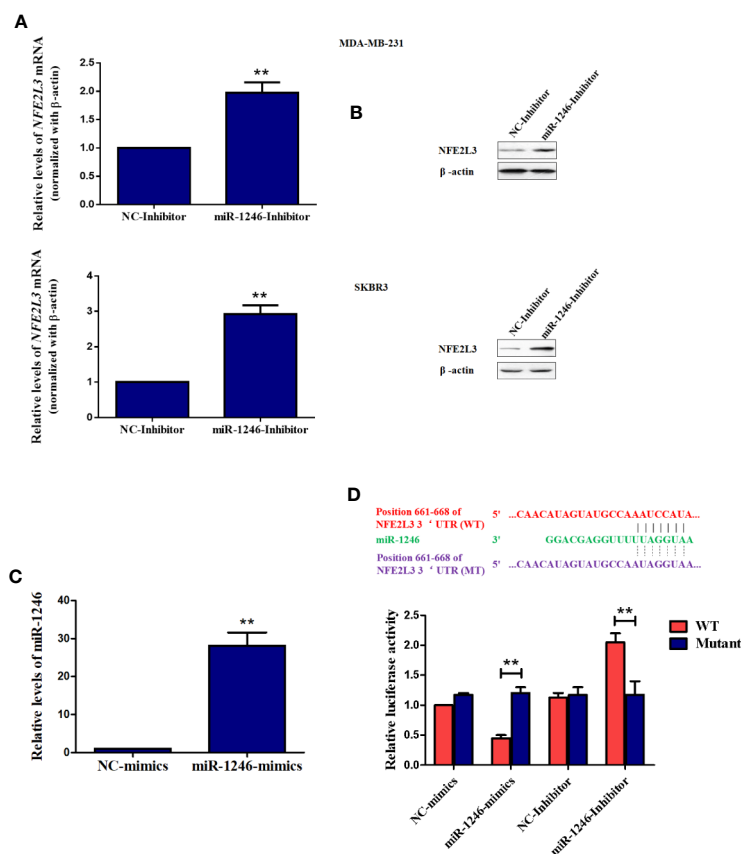 A
MDA-MB-231
Relative levels of NFE2L3 mRNA
(normalized with β-actin)
2.5
2.0
1.5
1.0
0.5
0.0
**
NC-Inhibitor
miR-1246-Inhibitor
B
NC-Inhibitor
miR-1246-Inhibitor
NFE2L3
β -actin
SKBR3
Relative levels of NFE2L3 mRNA
(normalized with β-actin)
4
3
2
1
0
**
NC-Inhibitor
miR-1246-Inhibitor
NC-Inhibitor
miR-1246-Inhibitor
NFE2L3
β -actin
C
Relative levels of miR-1246
40
30
20
10
0
**
NC-mimics
miR-1246-mimics
D
Position 661-668 of
NFE2L3 3 ‘ UTR (WT)
5' ...CAACAUAGUAUGCCAAAUCCAUA...
miR-1246
3' GGACGAGGUUUUUAGGUAA
Position 661-668 of
NFE2L3 3 ‘ UTR (MT)
5' ...CAACAUAGUAUGCCAAUAGGUAA...
Relative luciferase activity
2.5
2.0
1.5
1.0
0.5
0.0
**
**
WT
Mutant
NC-mimics
miR-1246-mimics
NC-Inhibitor
miR-1246-Inhibitor